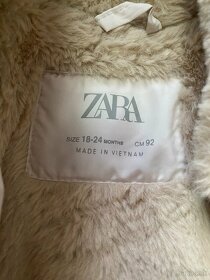 ZARA
SIZE 18-24 MONTHS CM 92
MADE IN VIETNAM